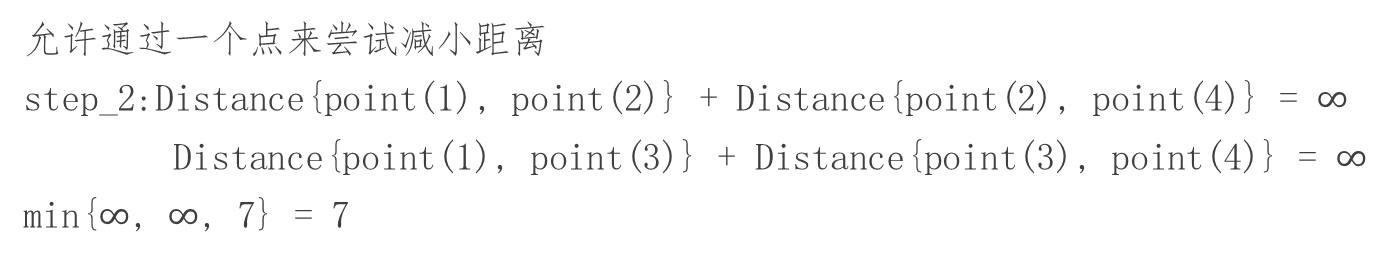 允许通过一个点来尝试减小距离
step_2:Distance{point(1), point(2)} + Distance{point(2), point(4)} = ∞
Distance{point(1), point(3)} + Distance{point(3), point(4)} = ∞
min{∞, ∞, 7} = 7